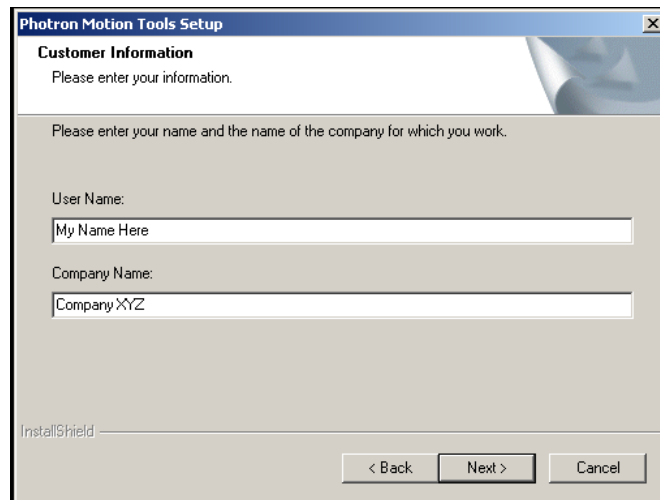 Photron Motion Tools Setup
Customer Information
Please enter your information.
Please enter your name and the name of the company for which you work.
User Name:
My Name Here
Company Name:
Company XYZ
InstallShield
< Back Next > Cancel